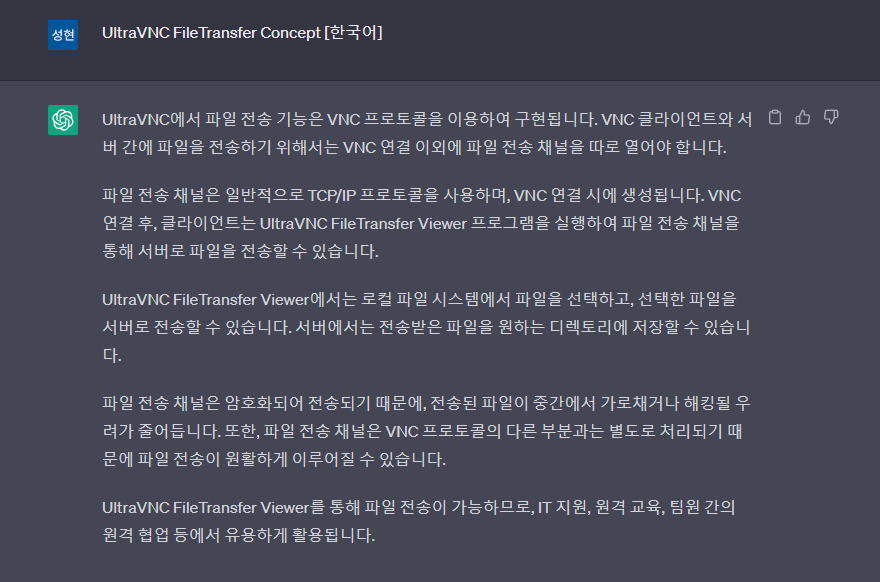 성현
UltraVNC FileTransfer Concept [한국어]
UltraVNC에서 파일 전송 기능은 VNC 프로토콜을 이용하여 구현됩니다. VNC 클라이언트와 서
버 간에 파일을 전송하기 위해서는 VNC 연결 이외에 파일 전송 채널을 따로 열어야 합니다.
파일 전송 채널은 일반적으로 TCP/IP 프로토콜을 사용하며, VNC 연결 시에 생성됩니다. VNC
연결 후, 클라이언트는 UltraVNC FileTransfer Viewer 프로그램을 실행하여 파일 전송 채널을
통해 서버로 파일을 전송할 수 있습니다.
UltraVNC FileTransfer Viewer에서는 로컬 파일 시스템에서 파일을 선택하고, 선택한 파일을
서버로 전송할 수 있습니다. 서버에서는 전송받은 파일을 원하는 디렉토리에 저장할 수 있습니
다.
파일 전송 채널은 암호화되어 전송되기 때문에, 전송된 파일이 중간에서 가로채거나 해킹될 우
려가 줄어듭니다. 또한, 파일 전송 채널은 VNC 프로토콜의 다른 부분과는 별도로 처리되기 때
문에 파일 전송이 원활하게 이루어질 수 있습니다.
UltraVNC FileTransfer Viewer를 통해 파일 전송이 가능하므로, IT 지원, 원격 교육, 팀원 간의
원격 협업 등에서 유용하게 활용됩니다.